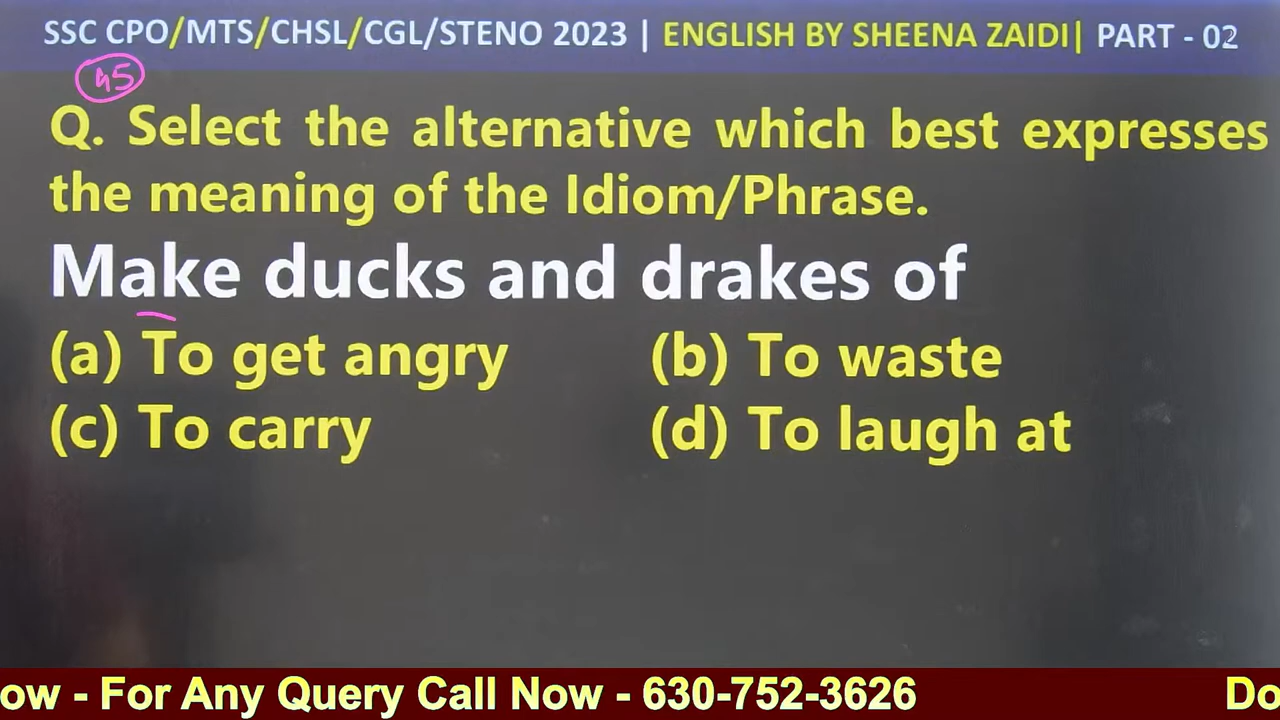 SSC CPO/MTS/CHSL/CGL/STENO 2023 | ENGLISH BY SHEENA ZAIDI| PART - 02
45
Q. Select the alternative which best expresses
the meaning of the Idiom/Phrase.
Make ducks and drakes of
(a) To get angry (b) To waste
(c) To carry (d) To laugh at
ow - For Any Query Call Now - 630-752-3626 Do